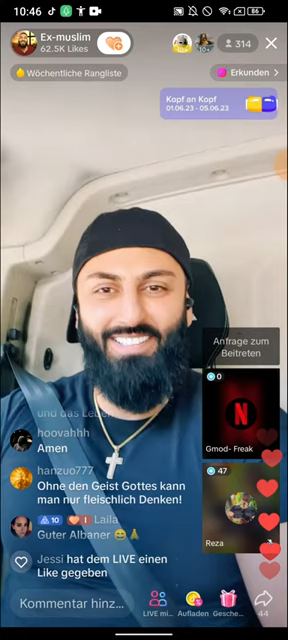 10:46
86
Ex-muslim
62.5K Likes
10+
314
Wöchentliche Rangliste
Erkunden
Kopf an Kopf
01.06.23 - 05.06.23
Anfrage zum
Beitreten
0
N
Gmod- Freak
47
Reza
und das
hoovahhh
Amen
hanzuo777
Ohne den Geist Gottes kann
man nur fleischlich Denken!
10
I
Laila
Guter Albaner
Jessi hat dem LIVE einen
Like gegeben
Kommentar hinz...
LIVE mi...
Aufladen
Gesche...
44